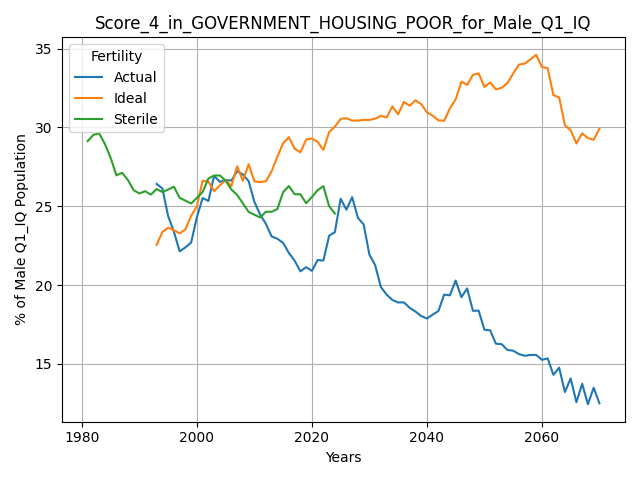 Score_4_in_GOVERNMENT_HOUSING_POOR_for_Male_Q1_IQ
Fertility
Actual
Ideal
Sterile
% of Male Q1_IQ Population
35
30
25
20
15
1980
2000
2020
2040
2060
Years